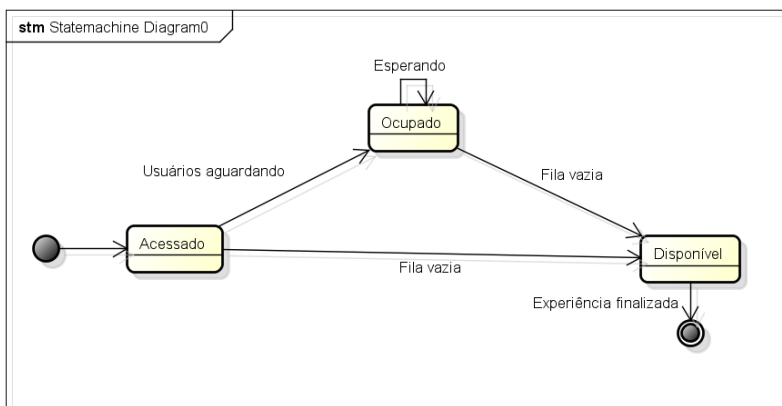 stm Statemachine Diagram0
Esperando
Ocupado
Usuários aguardando
Fila vazia
Acessado
Disponível
Fila vazia
Experiência finalizada